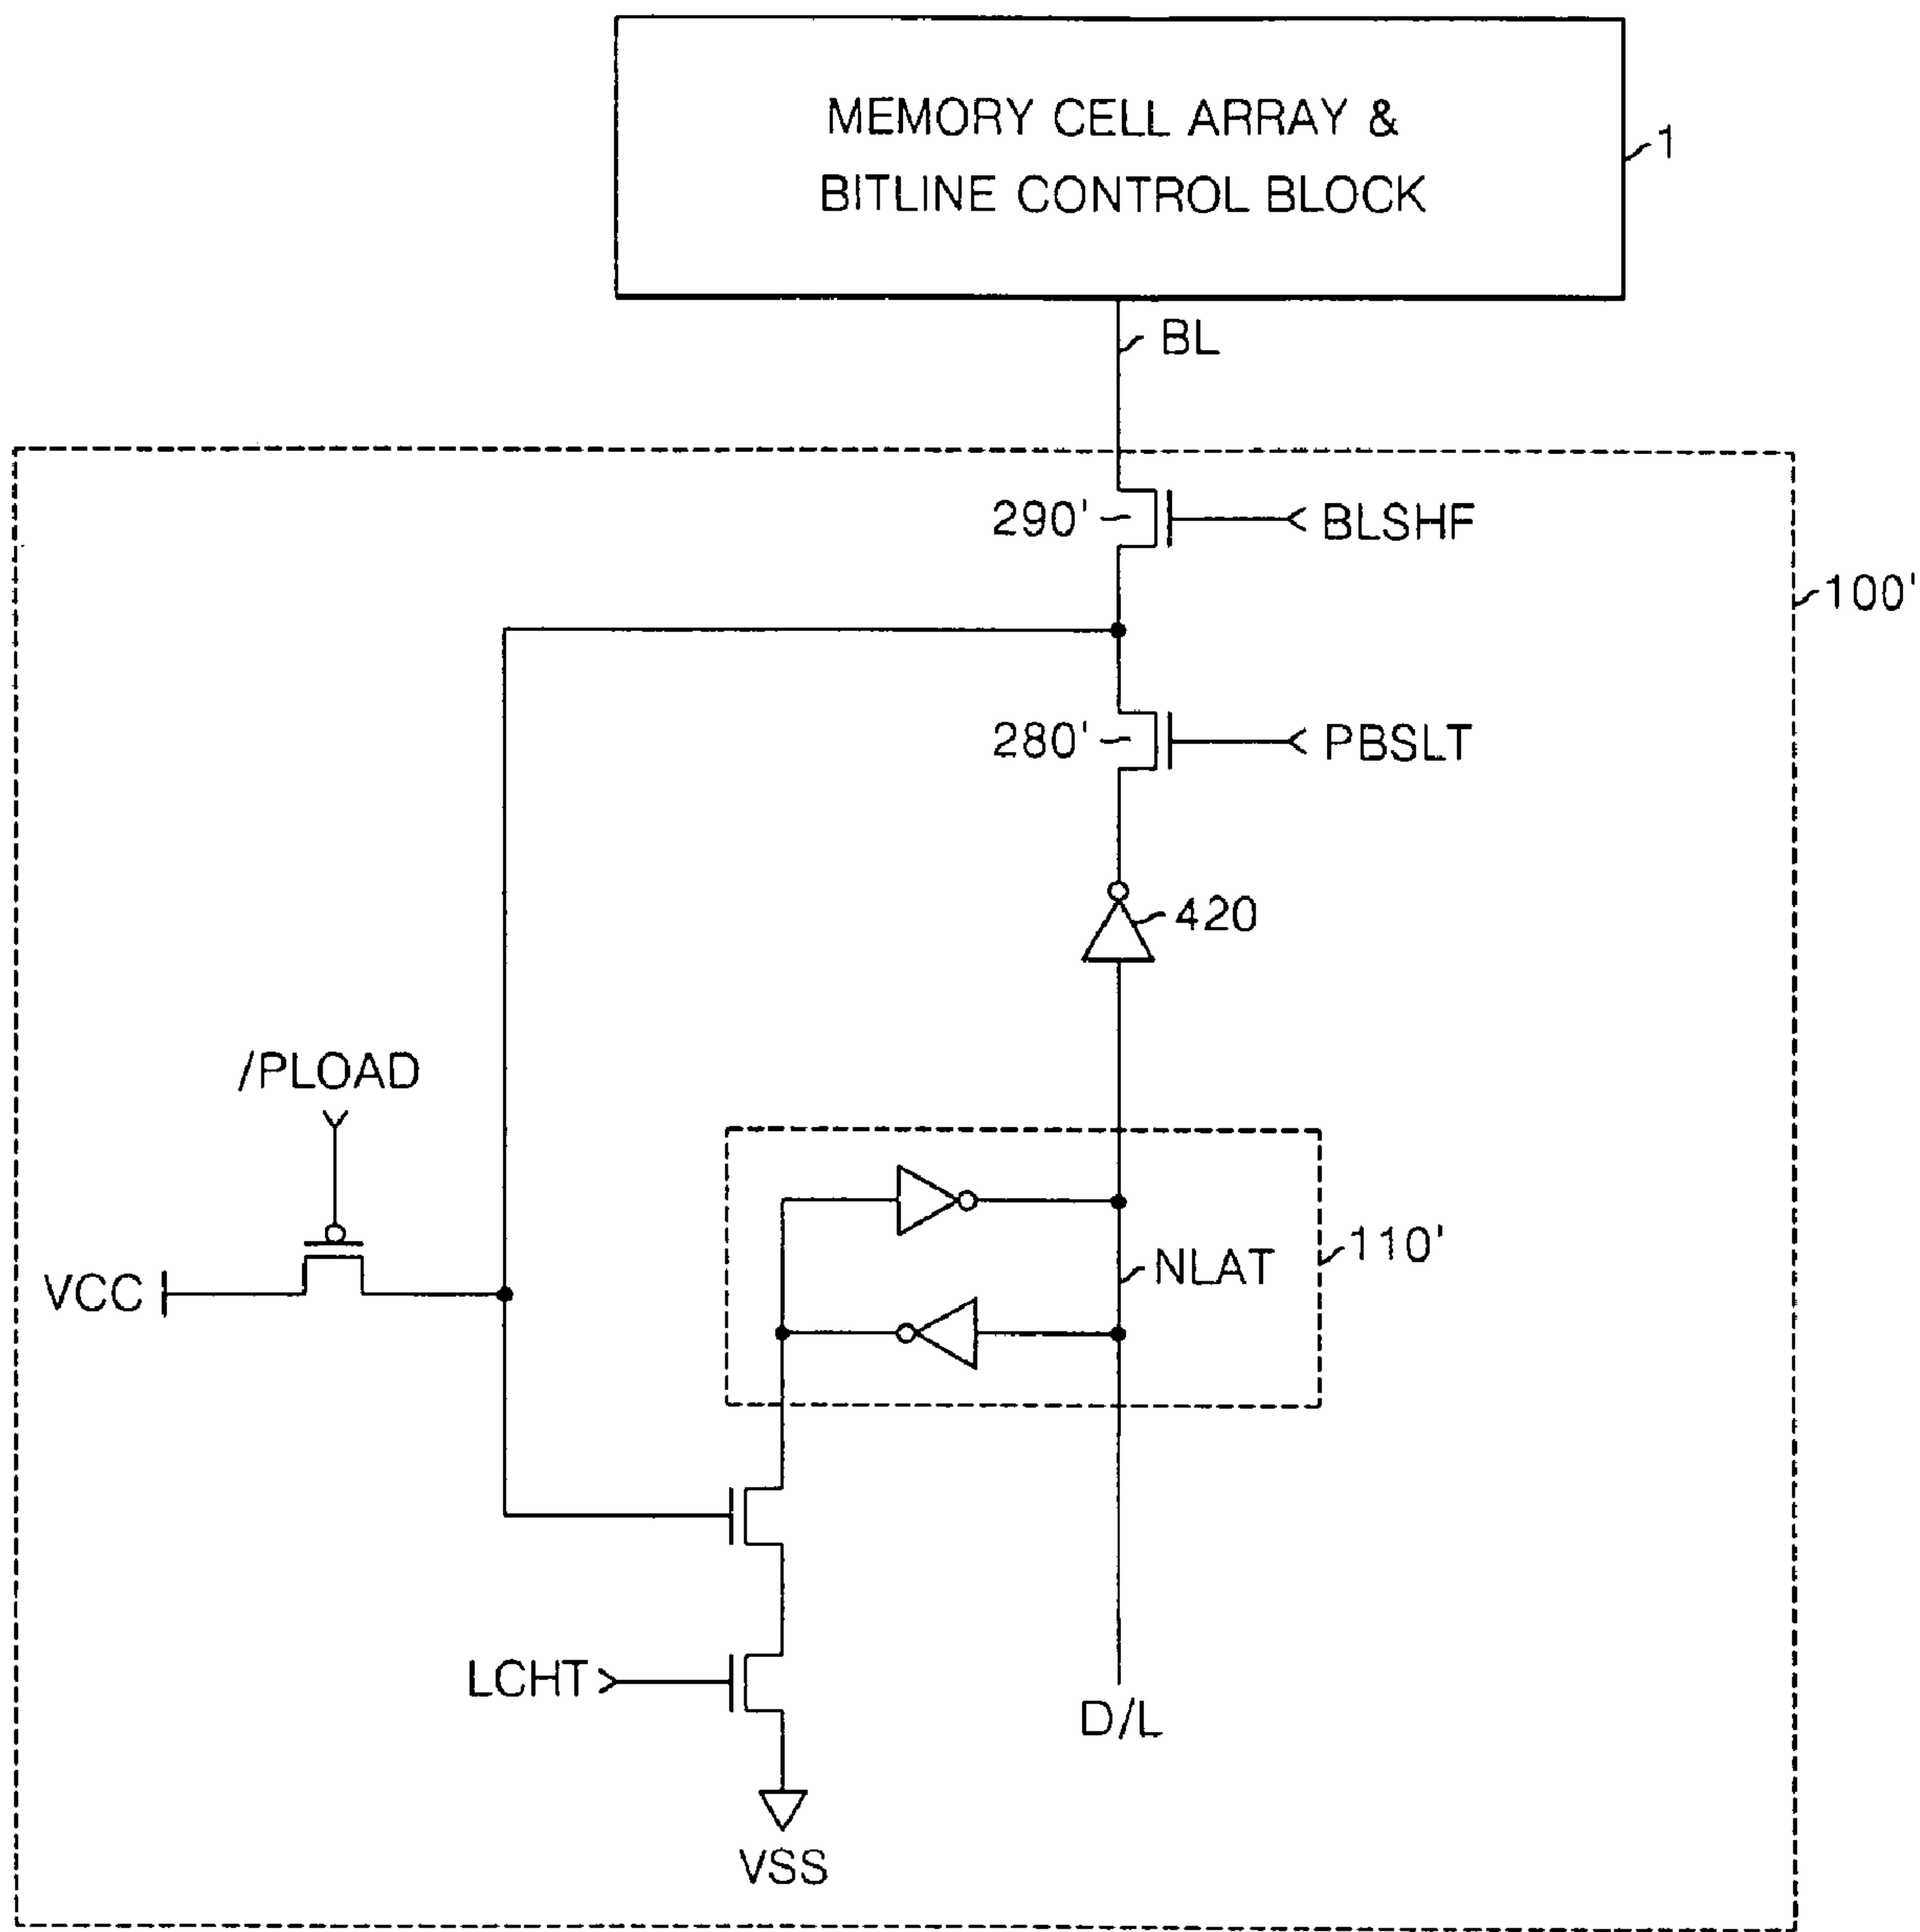 MEMORY CELL ARRAY &
BITLINE CONTROL BLOCK
1
BL
290'
BLSHF
100'
280'
PBSLT
420
/PLOAD
110'
NLAT
VCC
LCHT
D/L
VSS